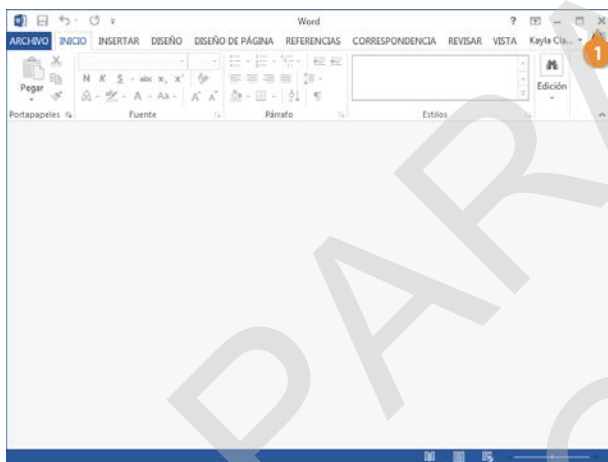 Word
?
ARCHIVO INICIO INSERTAR DISEÑO DISEÑO DE PÁGINA REFERENCIAS CORRESPONDENCIA REVISAR VISTA Kayla Cla...
1
Pegar
N K S abc x, x'
A Aa A A
Edición
Portapapeles Fuente Párrafo Estilos
PARA